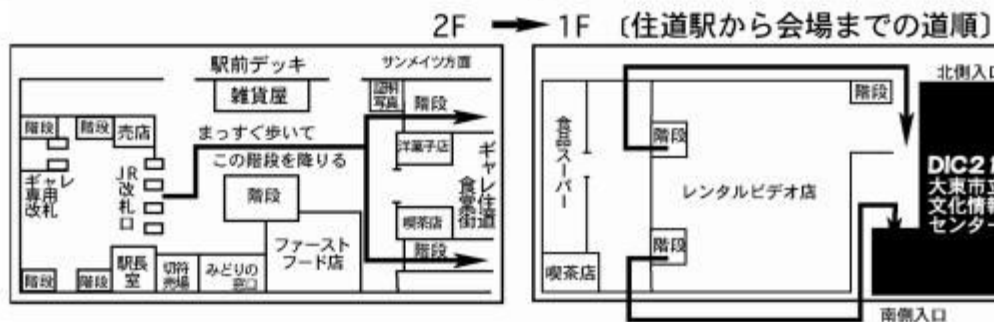 2F → 1F 〔住道駅から会場までの道順〕
駅前デッキ
サンメイツ方面
雑貨屋
証明
写真
階段
階段
階段
売店
まっすぐ歩いて
この階段を降りる
洋菓子店
ギャレ
専用
改札
JR
改札口
階段
ギャレ住道
食堂街
喫茶店
階段
ファースト
フード店
駅長
室
切符
売場
みどりの
窓口
階段
階段
北側入口
階段
階段
食品スーパー
レンタルビデオ店
DIC2
大東市立
文化情報
センター
階段
喫茶店
南側入口